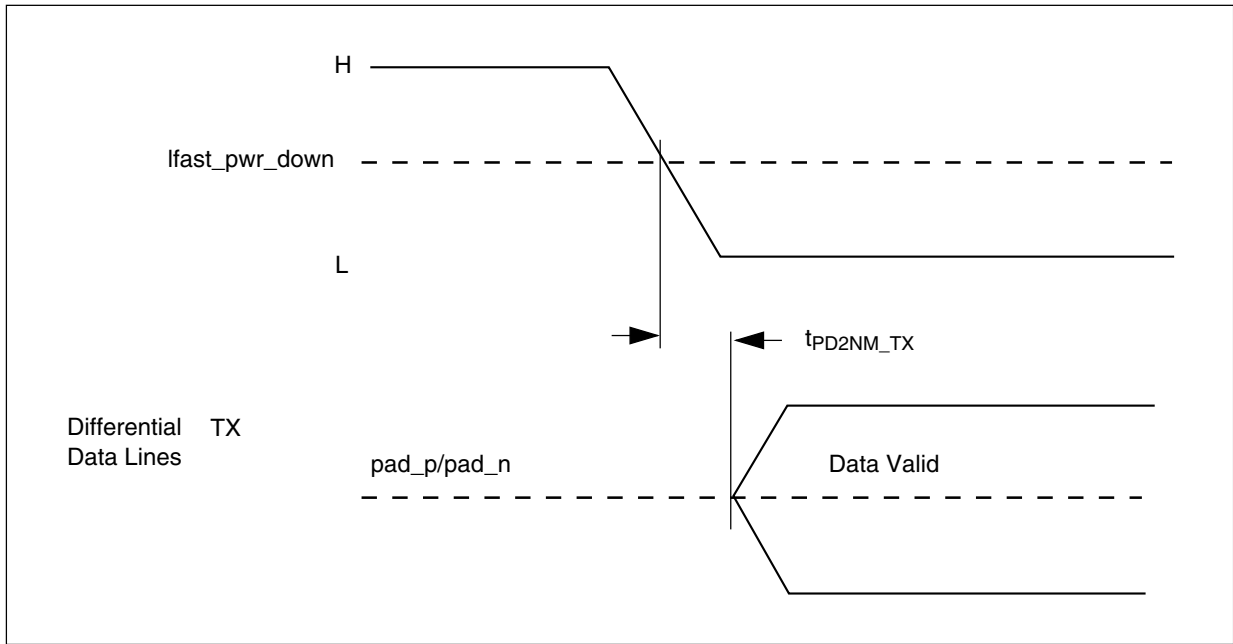 H
lfast_pwr_down
L
tPD2NM_TX
Differential TX
Data Lines
pad_p/pad_n
Data Valid